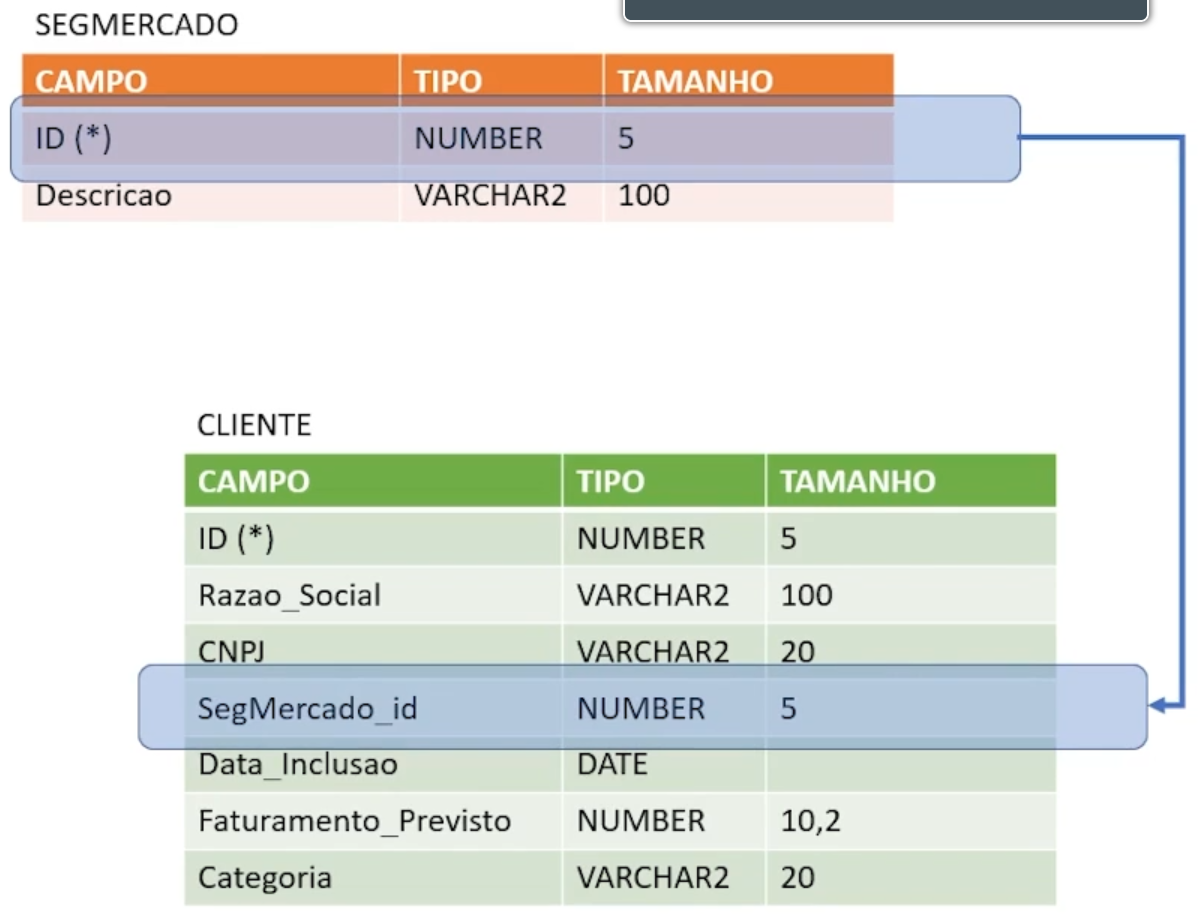 SEGMERCADO
CAMPO TIPO TAMANHO
ID (*) NUMBER 5
Descricao VARCHAR2 100
CLIENTE
CAMPO TIPO TAMANHO
ID (*) NUMBER 5
Razao_Social VARCHAR2 100
CNPJ VARCHAR2 20
SegMercado_id NUMBER 5
Data_Inclusao DATE
Faturamento_Previsto NUMBER 10,2
Categoria VARCHAR2 20